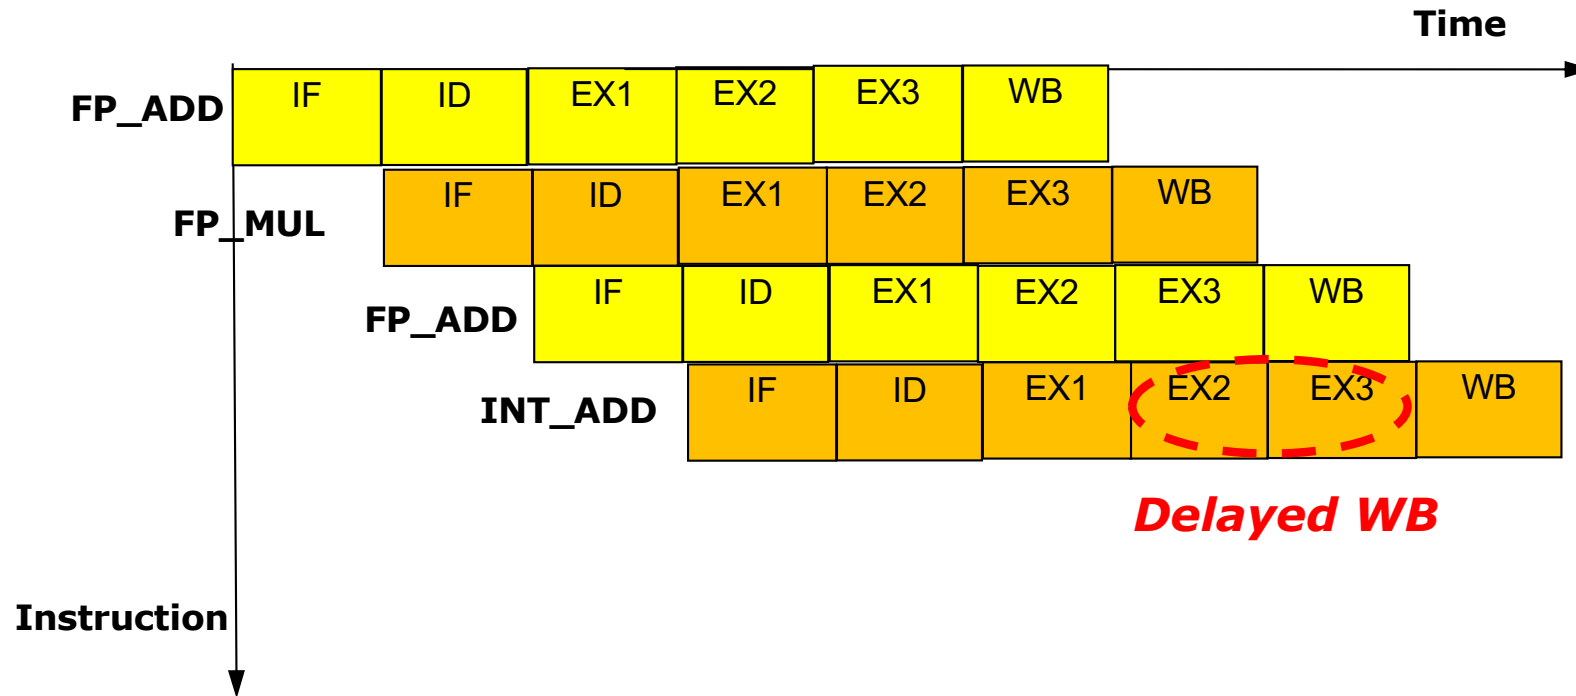 Time
FP_ADD IF ID EX1 EX2 EX3 WB
FP_MUL IF ID EX1 EX2 EX3 WB
FP_ADD IF ID EX1 EX2 EX3 WB
INT_ADD IF ID EX1 EX2 EX3 WB
Delayed WB
Instruction